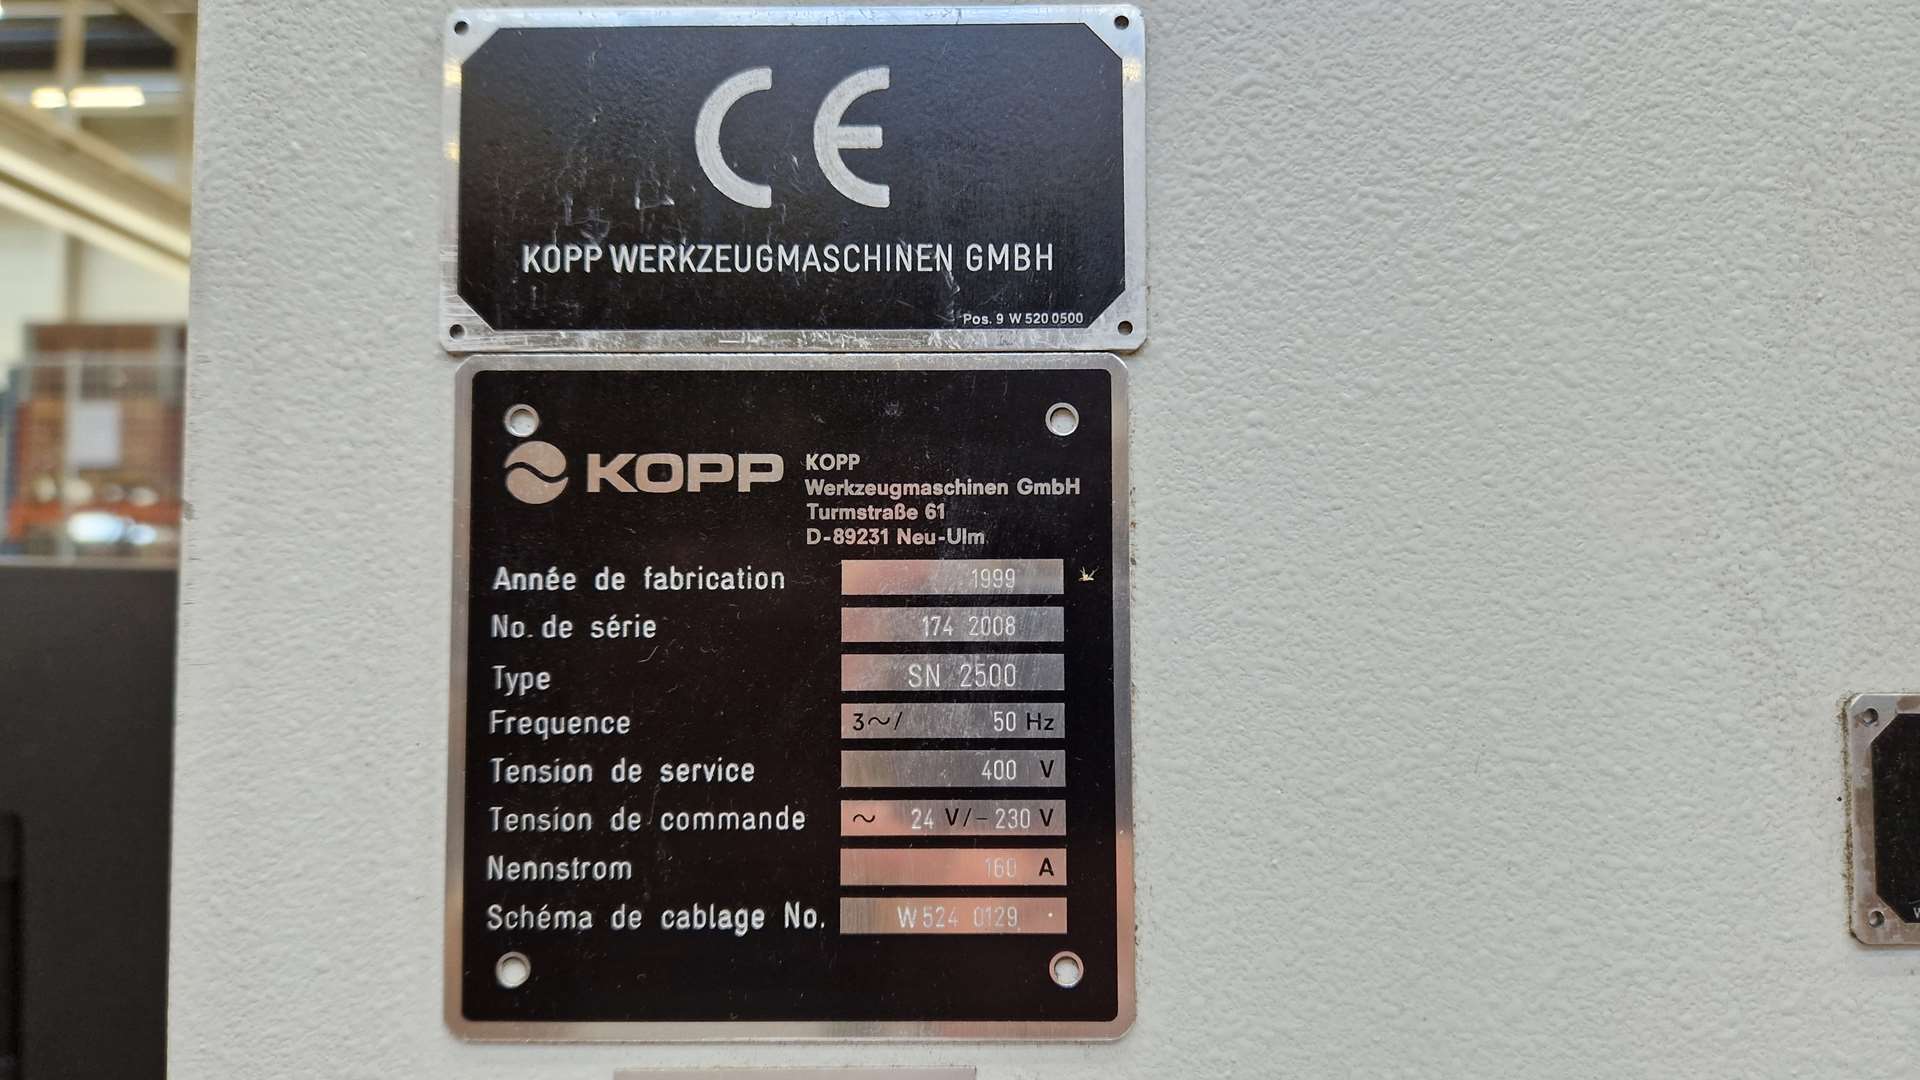 CE
KOPP WERKZEUGMASCHINEN GMBH
Pos. 9 W 520 0500
KOPP
KOPP
Werkzeugmaschinen GmbH
Turmstraße 61
D-89231 Neu-Ulm
Année de fabrication 1999
No. de série 174 2008
Type SN 2500
Frequence 3~/ 50 Hz
Tension de service 400 V
Tension de commande ~ 24 V/- 230 V
Nennstrom 160 A
Schéma de cablage No. W 524 0129